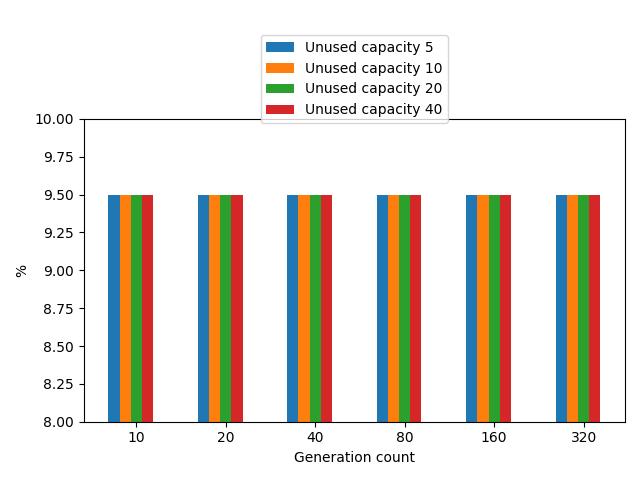 Unused capacity 5
Unused capacity 10
Unused capacity 20
Unused capacity 40
10.00
9.75
9.50
9.25
9.00
8.75
8.50
8.25
8.00
%
10 20 40 80 160 320
Generation count